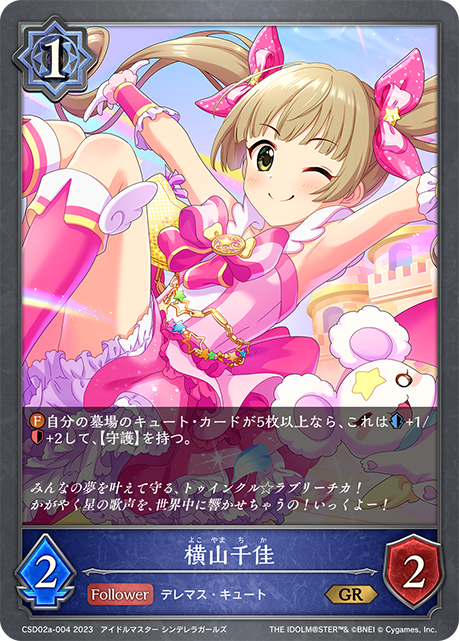 1
F 自分の墓場のキュート・カードが5枚以上なら、これは+1/
+2して、【守護】を持つ。
みんなの夢を叶えて守る、トゥインクル☆ラブリーチカ！
かがやく星の歌声を、世界中に響かせちゃうの！いっくよー！
よこ やま ち か
横山千佳
2
Follower
デレマス・キュート
GR
2
CSD02a-004 2023 アイドルマスター シンデレラガールズ
THE IDOLM@STER™& ©BNEI © Cygames, Inc.